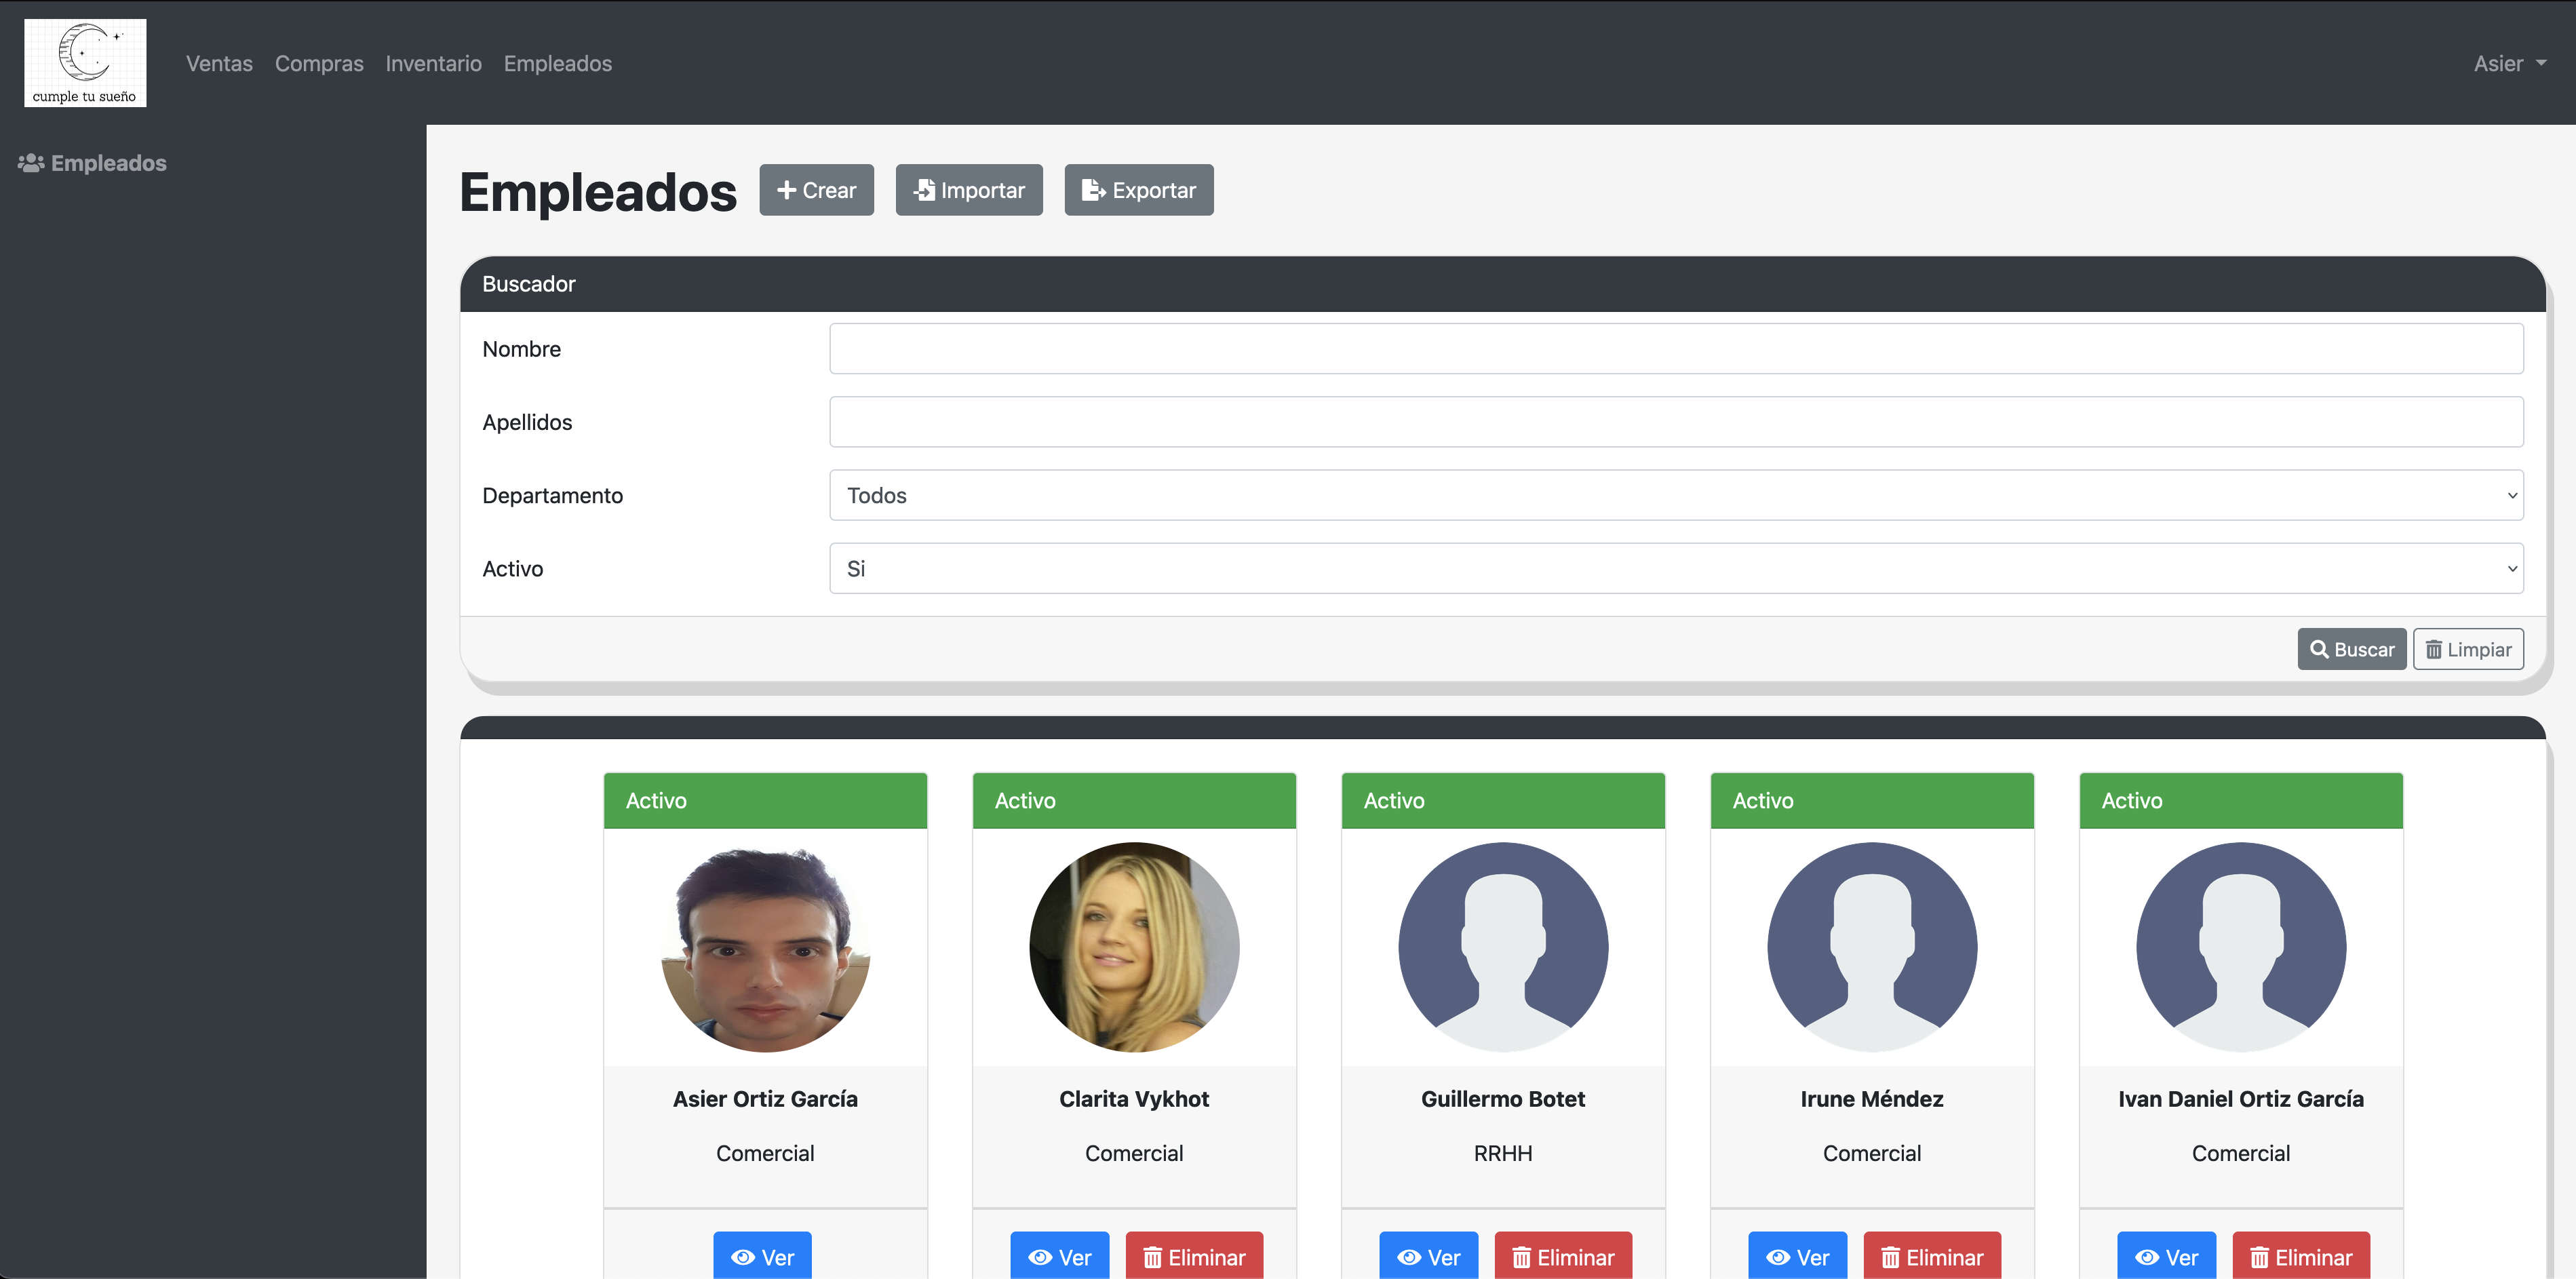 cumple tu sueño
Ventas Compras Inventario Empleados Asier
Empleados
Empleados Crear Importar Exportar
Buscador
Nombre
Apellidos
Departamento Todos
Activo Si
Buscar Limpiar
Activo Activo Activo Activo Activo
Asier Ortiz García Clarita Vykhot Guillermo Botet Irune Méndez Ivan Daniel Ortiz García
Comercial Comercial RRHH Comercial Comercial
Ver Ver Eliminar Ver Eliminar Ver Eliminar Ver Eliminar